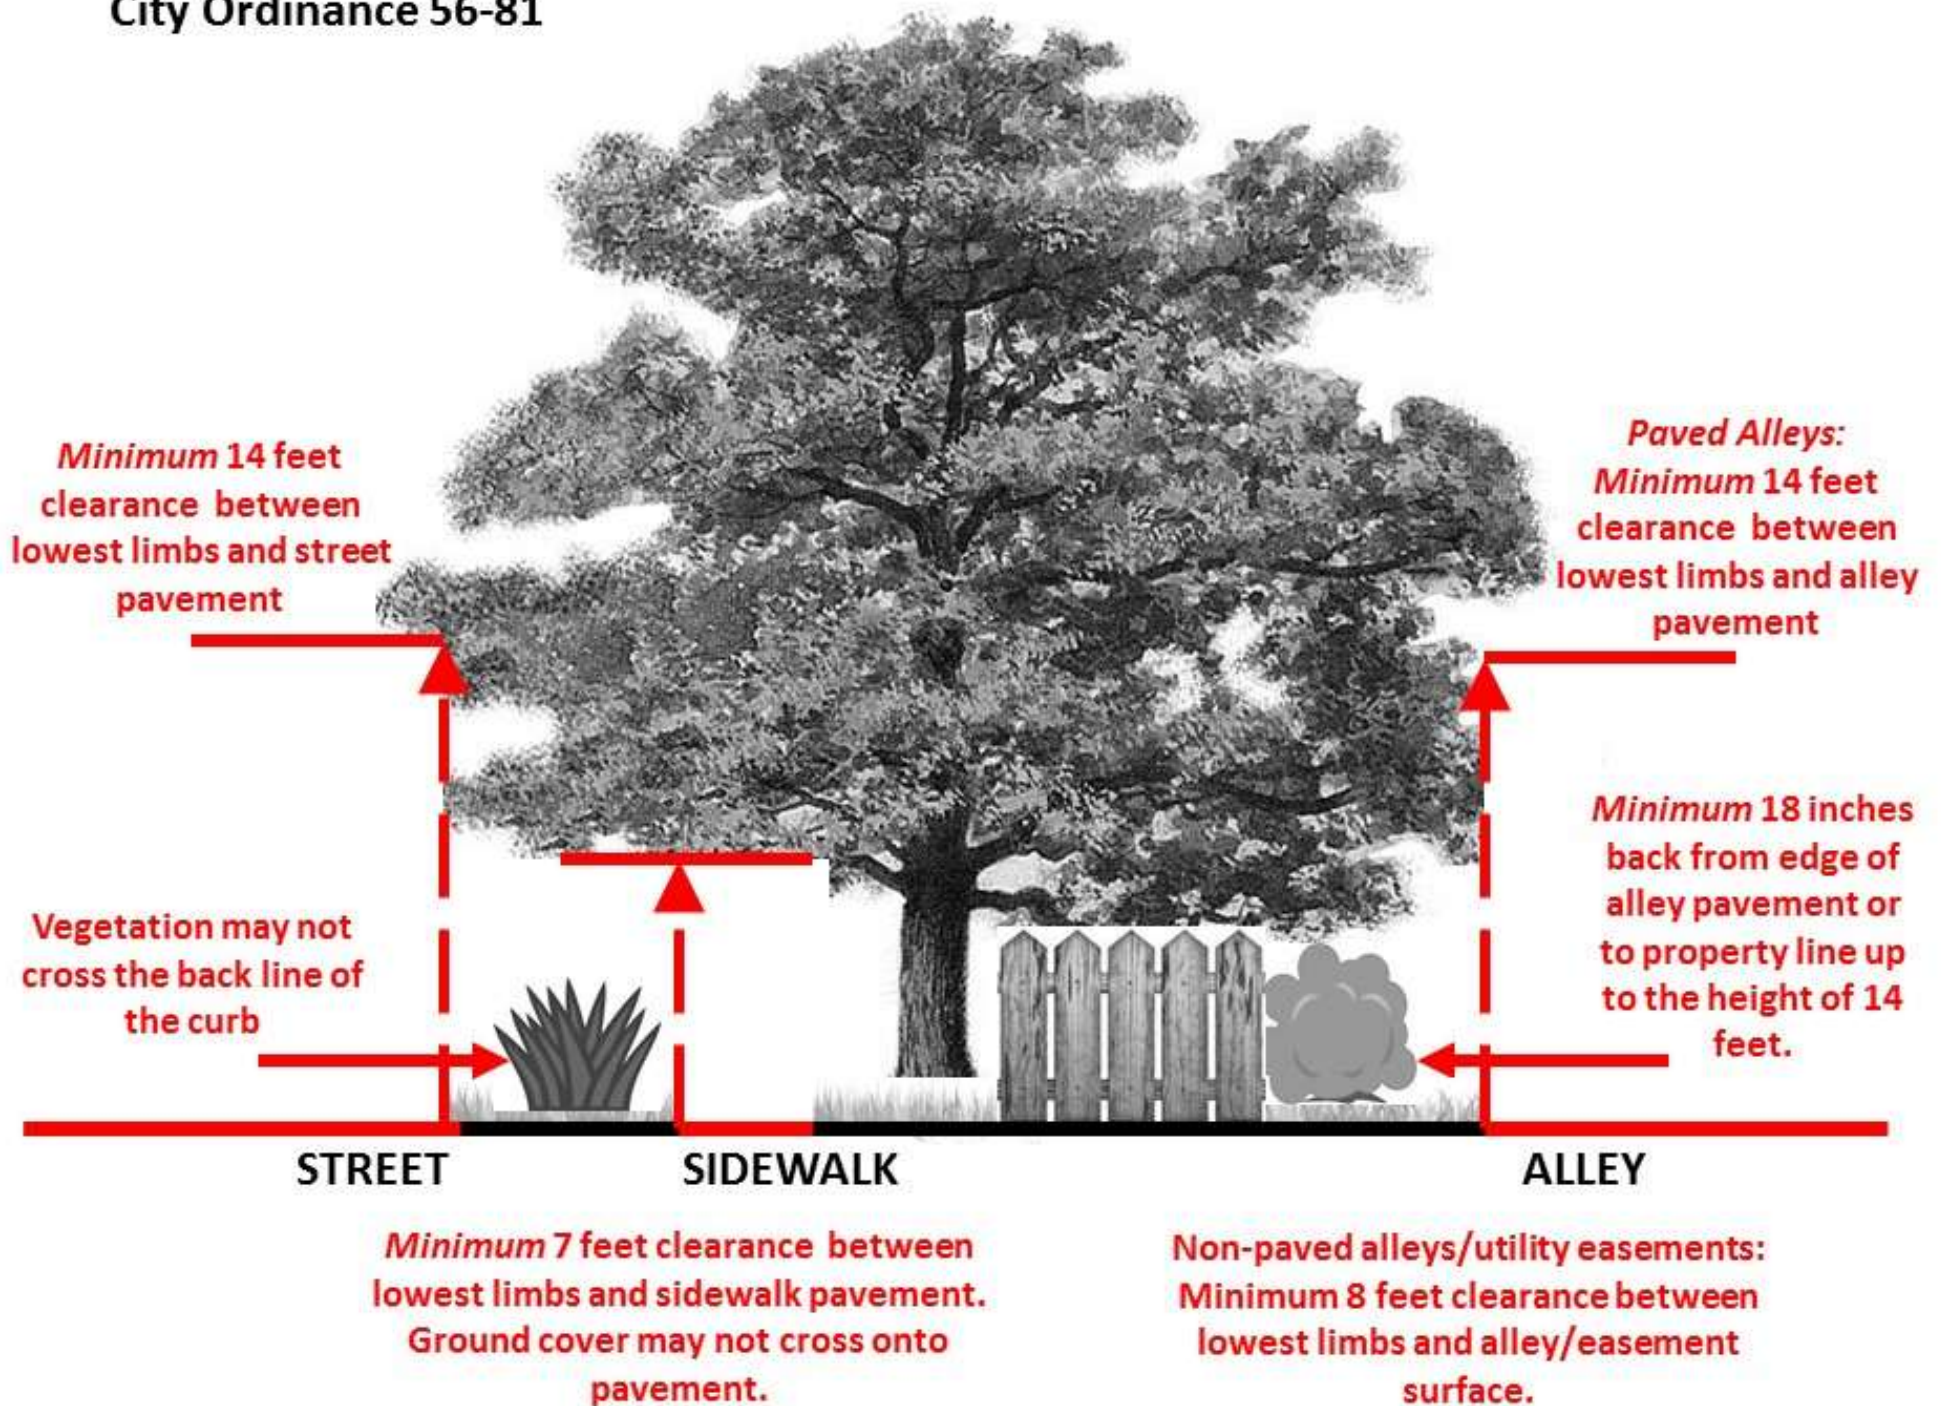 City Ordinance 56-81
Minimum 14 feet
clearance between
lowest limbs and street
pavement
Paved Alleys:
Minimum 14 feet
clearance between
lowest limbs and alley
pavement
Vegetation may not
cross the back line of
the curb
Minimum 18 inches
back from edge of
alley pavement or
to property line up
to the height of 14
feet.
STREET
SIDEWALK
ALLEY
Minimum 7 feet clearance between
lowest limbs and sidewalk pavement.
Ground cover may not cross onto
pavement.
Non-paved alleys/utility easements:
Minimum 8 feet clearance between
lowest limbs and alley/easement
surface.